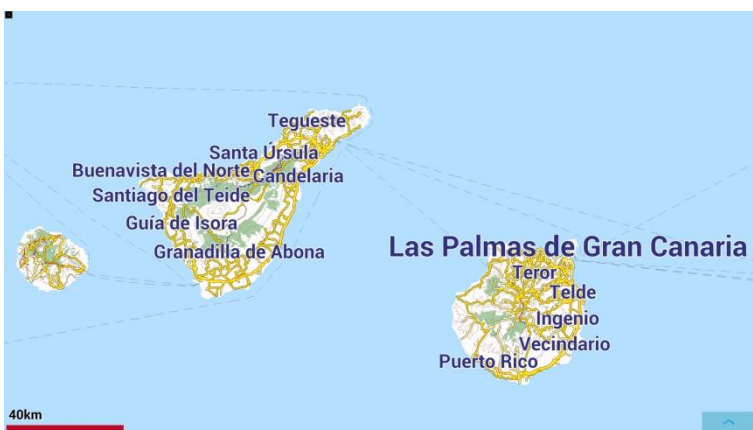 Tegueste
Santa Úrsula
Buenavista del Norte
Candelaria
Santiago del Teide
Guía de Isora
Granadilla de Abona
Las Palmas de Gran Canaria
Teror
Telde
Ingenio
Vecindario
Puerto Rico
40km